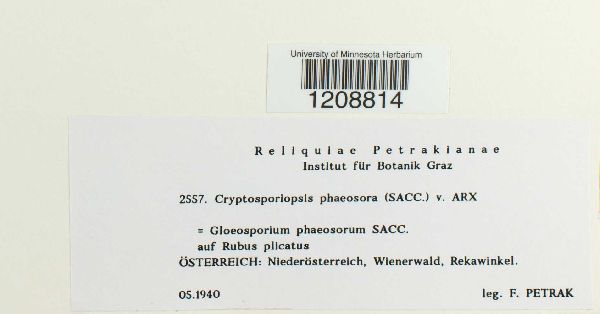 University of Minnesota Herbarium
1208814
Reliquiae Petrakianae
Institut für Botanik Graz
2557. Cryptosporiopsis phaeosora (SACC.) v. ARX
= Gloeosporium phaeosorum SACC.
auf Rubus plicatus
ÖSTERREICH: Niederösterreich, Wienerwald, Rekawinkel.
05.1940 leg. F. PETRAK